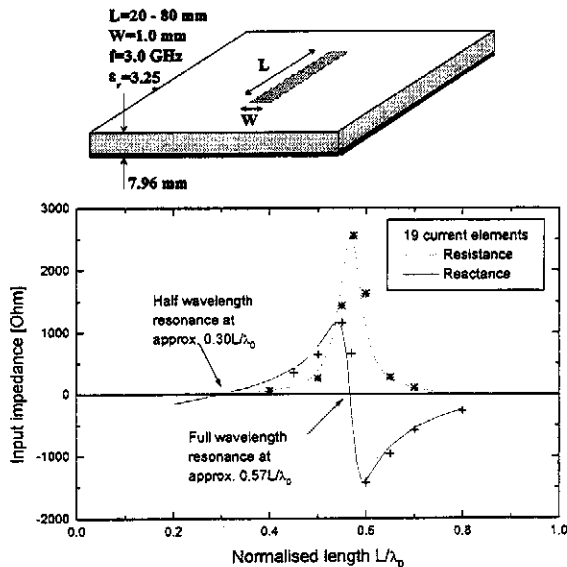 L=20 - 80 mm
W=1.0 mm
f=3.0 GHz
εr=3.25
L
W
7.96 mm
3000
2000
1000
0
-1000
-2000
Input impedance [Ohm]
19 current elements
Resistance
Reactance
Half wavelength
resonance at
approx. 0.30L/λ0
Full wavelength
resonance at
approx. 0.57L/λ0
0.0 0.2 0.4 0.6 0.8 1.0
Normalised length L/λ0